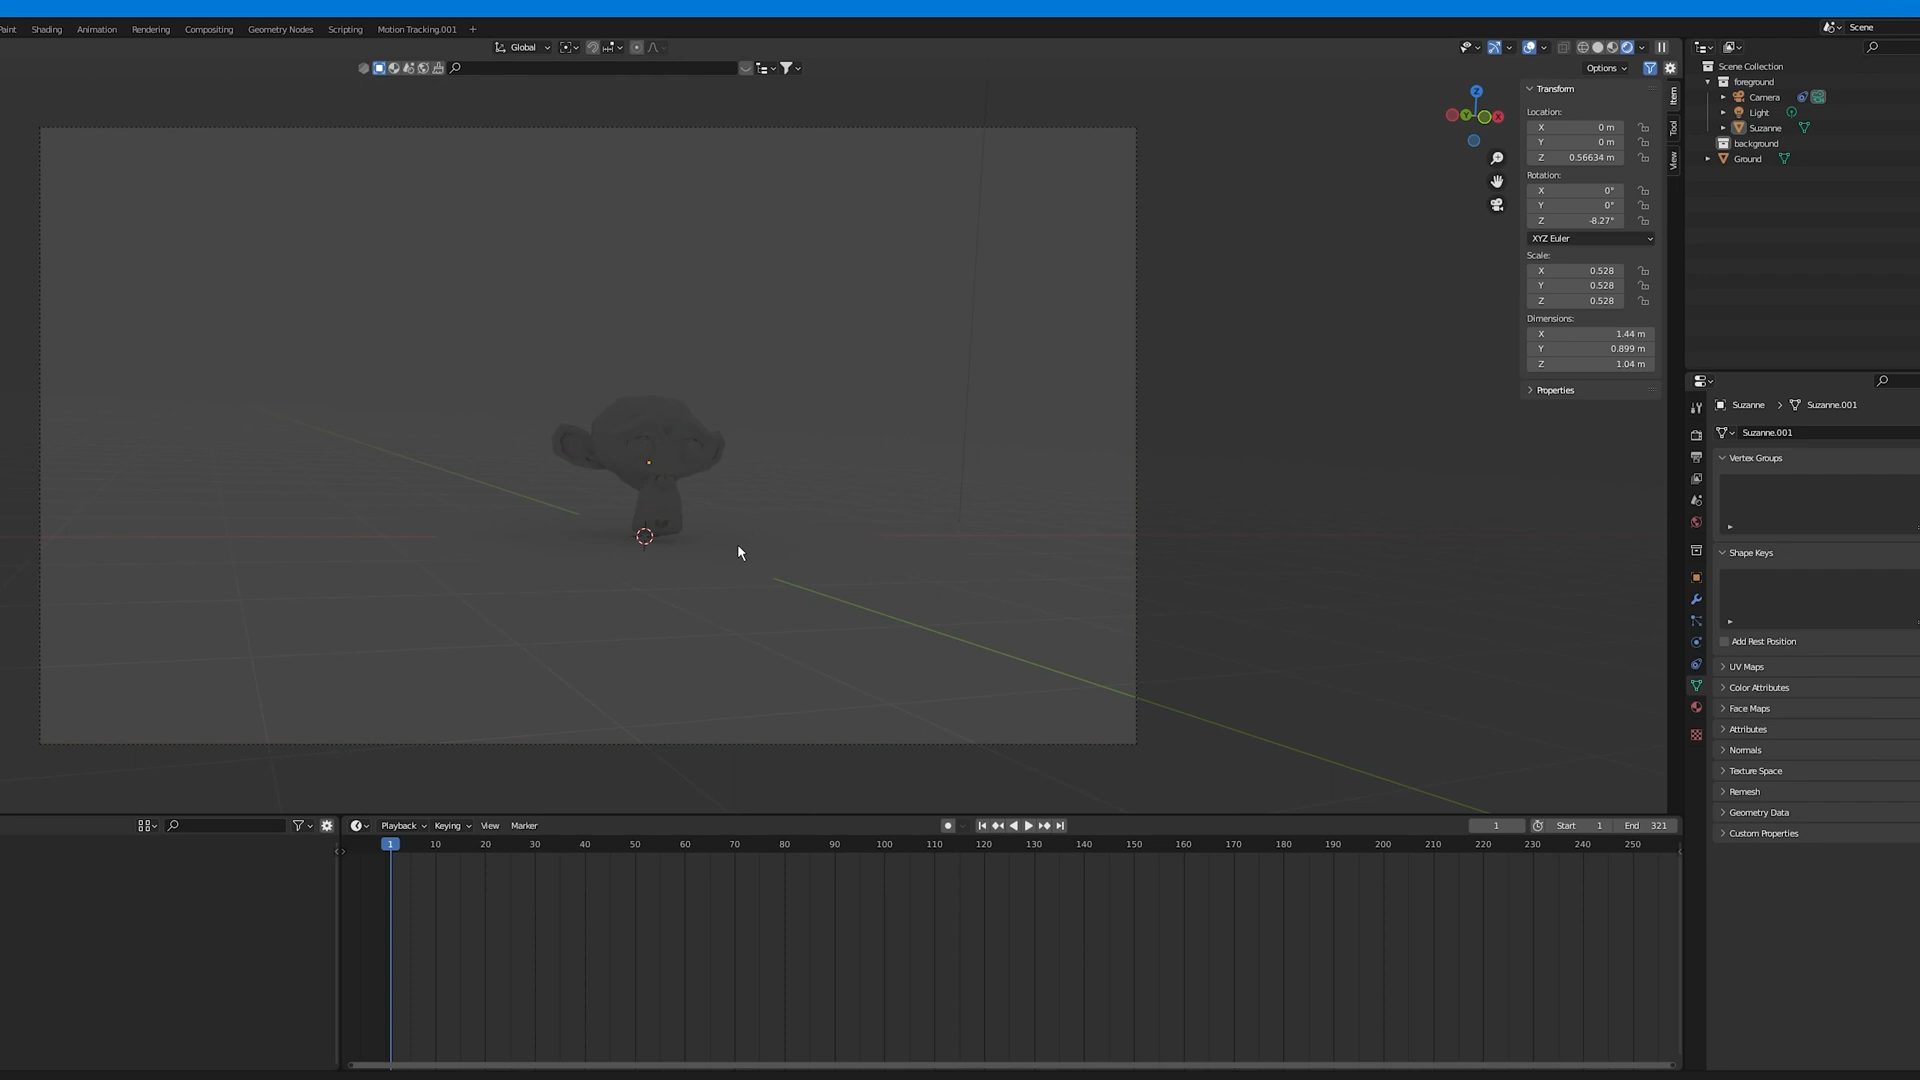 Paint Shading Animation Rendering Compositing Geometry Nodes Scripting Motion Tracking.001 +
Scene
Global
Options
Z
Y
X
Item
Tool
View
Transform
Location:
X 0 m
Y 0 m
Z 0.56634 m
Rotation:
X 0°
Y 0°
Z -8.27°
XYZ Euler
Scale:
X 0.528
Y 0.528
Z 0.528
Dimensions:
X 1.44 m
Y 0.899 m
Z 1.04 m
Properties
Scene Collection
foreground
Camera
Light
Suzanne
background
Ground
Suzanne > Suzanne.001
Suzanne.001
Vertex Groups
Shape Keys
Add Rest Position
UV Maps
Color Attributes
Face Maps
Attributes
Normals
Texture Space
Remesh
Geometry Data
Custom Properties
Playback Keying View Marker
1 Start 1 End 321
1 10 20 30 40 50 60 70 80 90 100 110 120 130 140 150 160 170 180 190 200 210 220 230 240 250